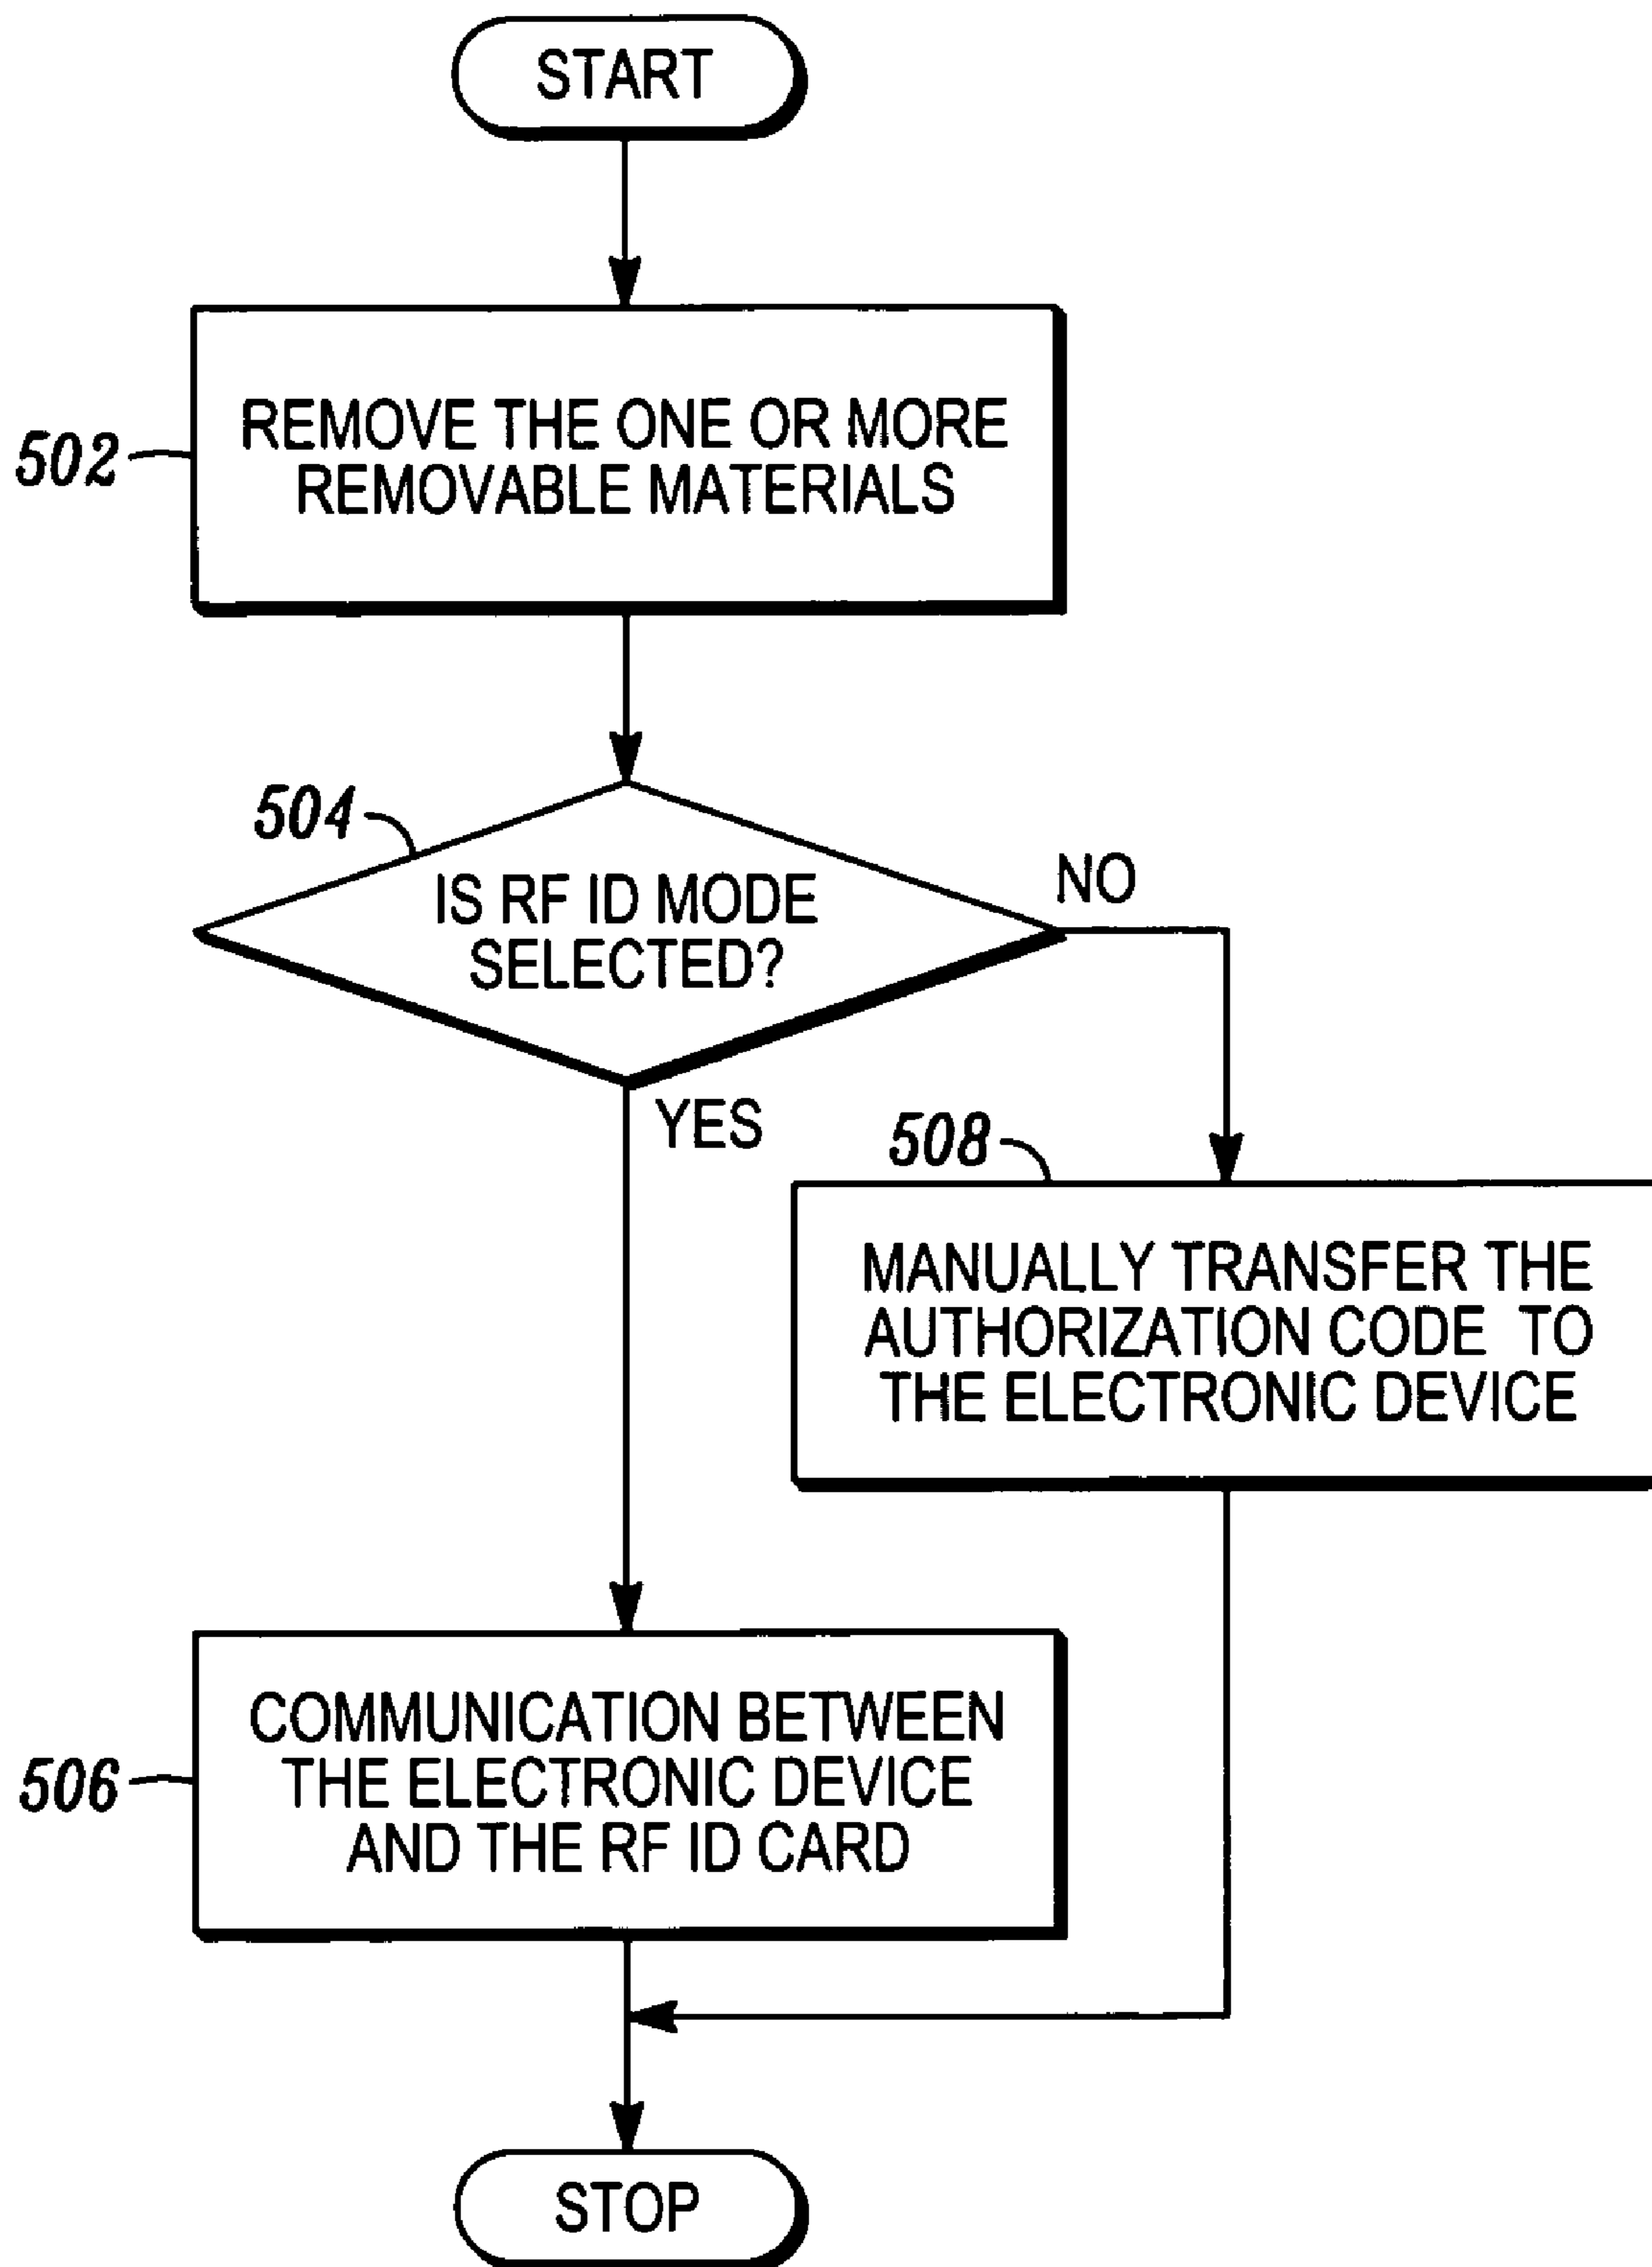 START
502
REMOVE THE ONE OR MORE
REMOVABLE MATERIALS
504
IS RF ID MODE
SELECTED?
NO
YES
508
MANUALLY TRANSFER THE
AUTHORIZATION CODE TO
THE ELECTRONIC DEVICE
506
COMMUNICATION BETWEEN
THE ELECTRONIC DEVICE
AND THE RF ID CARD
STOP